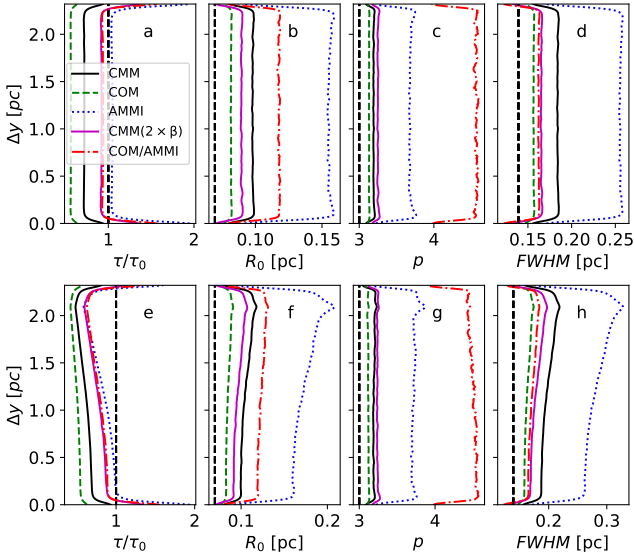 a b c d
2.0
1.5
1.0
0.5
0.0
Δy [pc]
CMM
COM
AMMI
CMM(2 × β)
COM/AMMI
1 2 0.10 0.15 3 4 0.15 0.20 0.25
τ/τ₀ R₀ [pc] p FWHM [pc]
e f g h
2.0
1.5
1.0
0.5
0.0
Δy [pc]
1 2 0.1 0.2 3 4 0.2 0.3
τ/τ₀ R₀ [pc] p FWHM [pc]